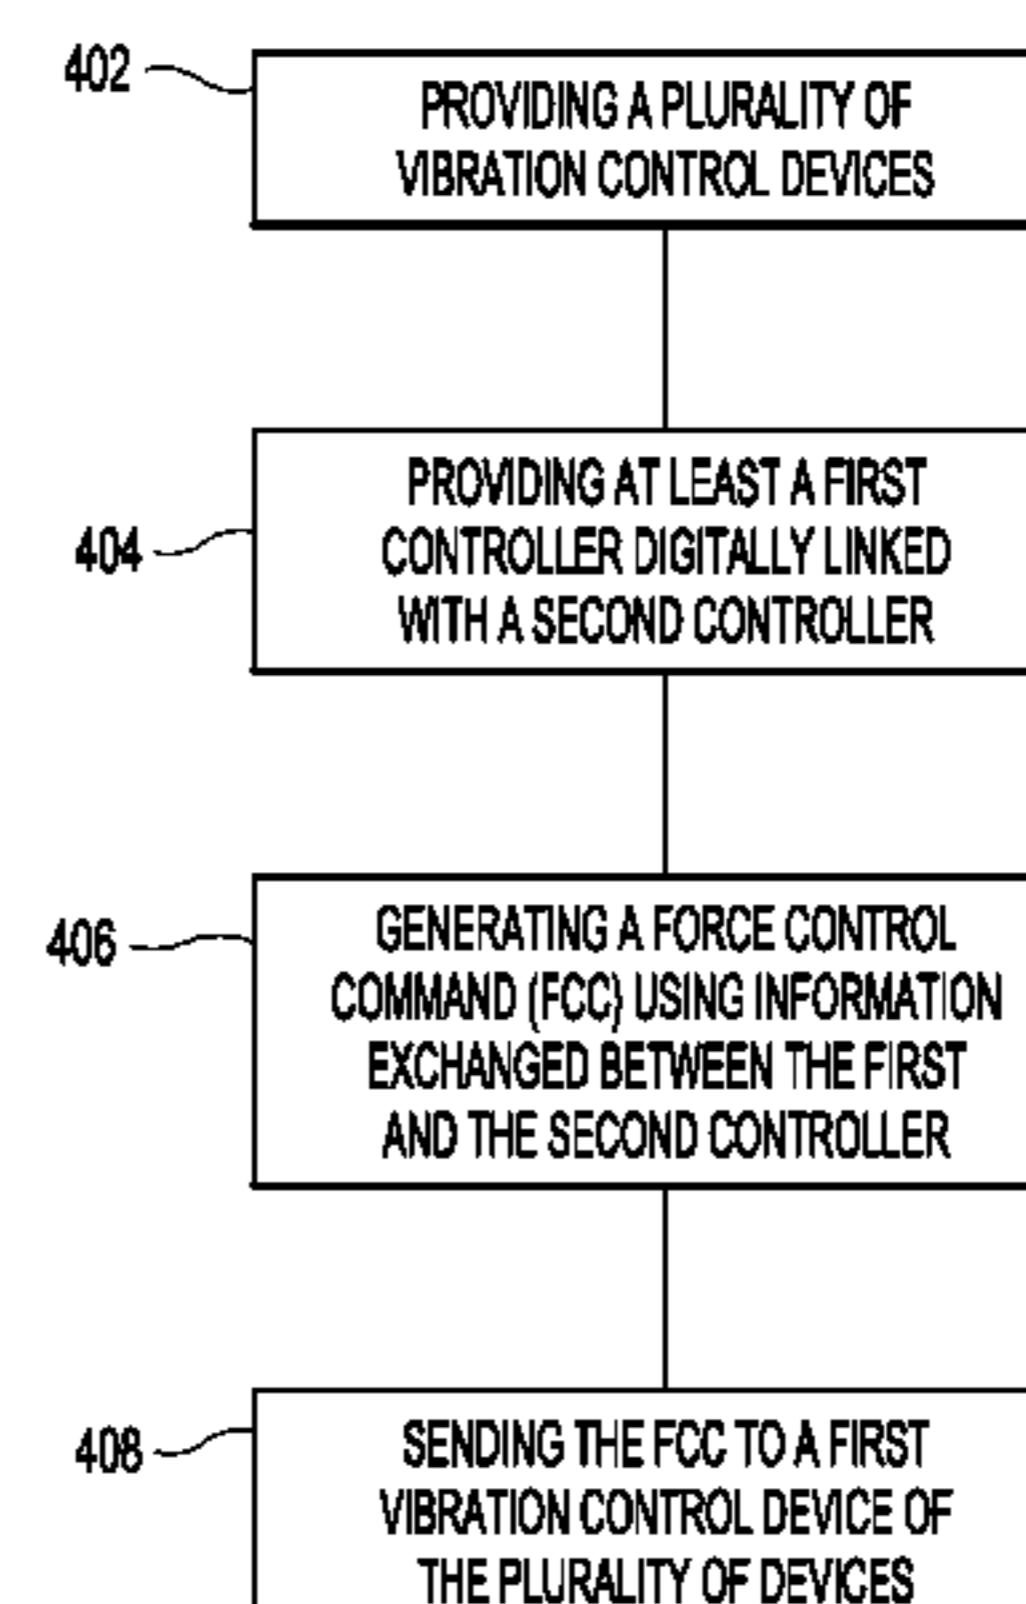 402
PROVIDING A PLURALITY OF
VIBRATION CONTROL DEVICES
404
PROVIDING AT LEAST A FIRST
CONTROLLER DIGITALLY LINKED
WITH A SECOND CONTROLLER
406
GENERATING A FORCE CONTROL
COMMAND (FCC) USING INFORMATION
EXCHANGED BETWEEN THE FIRST
AND THE SECOND CONTROLLER
408
SENDING THE FCC TO A FIRST
VIBRATION CONTROL DEVICE OF
THE PLURALITY OF DEVICES